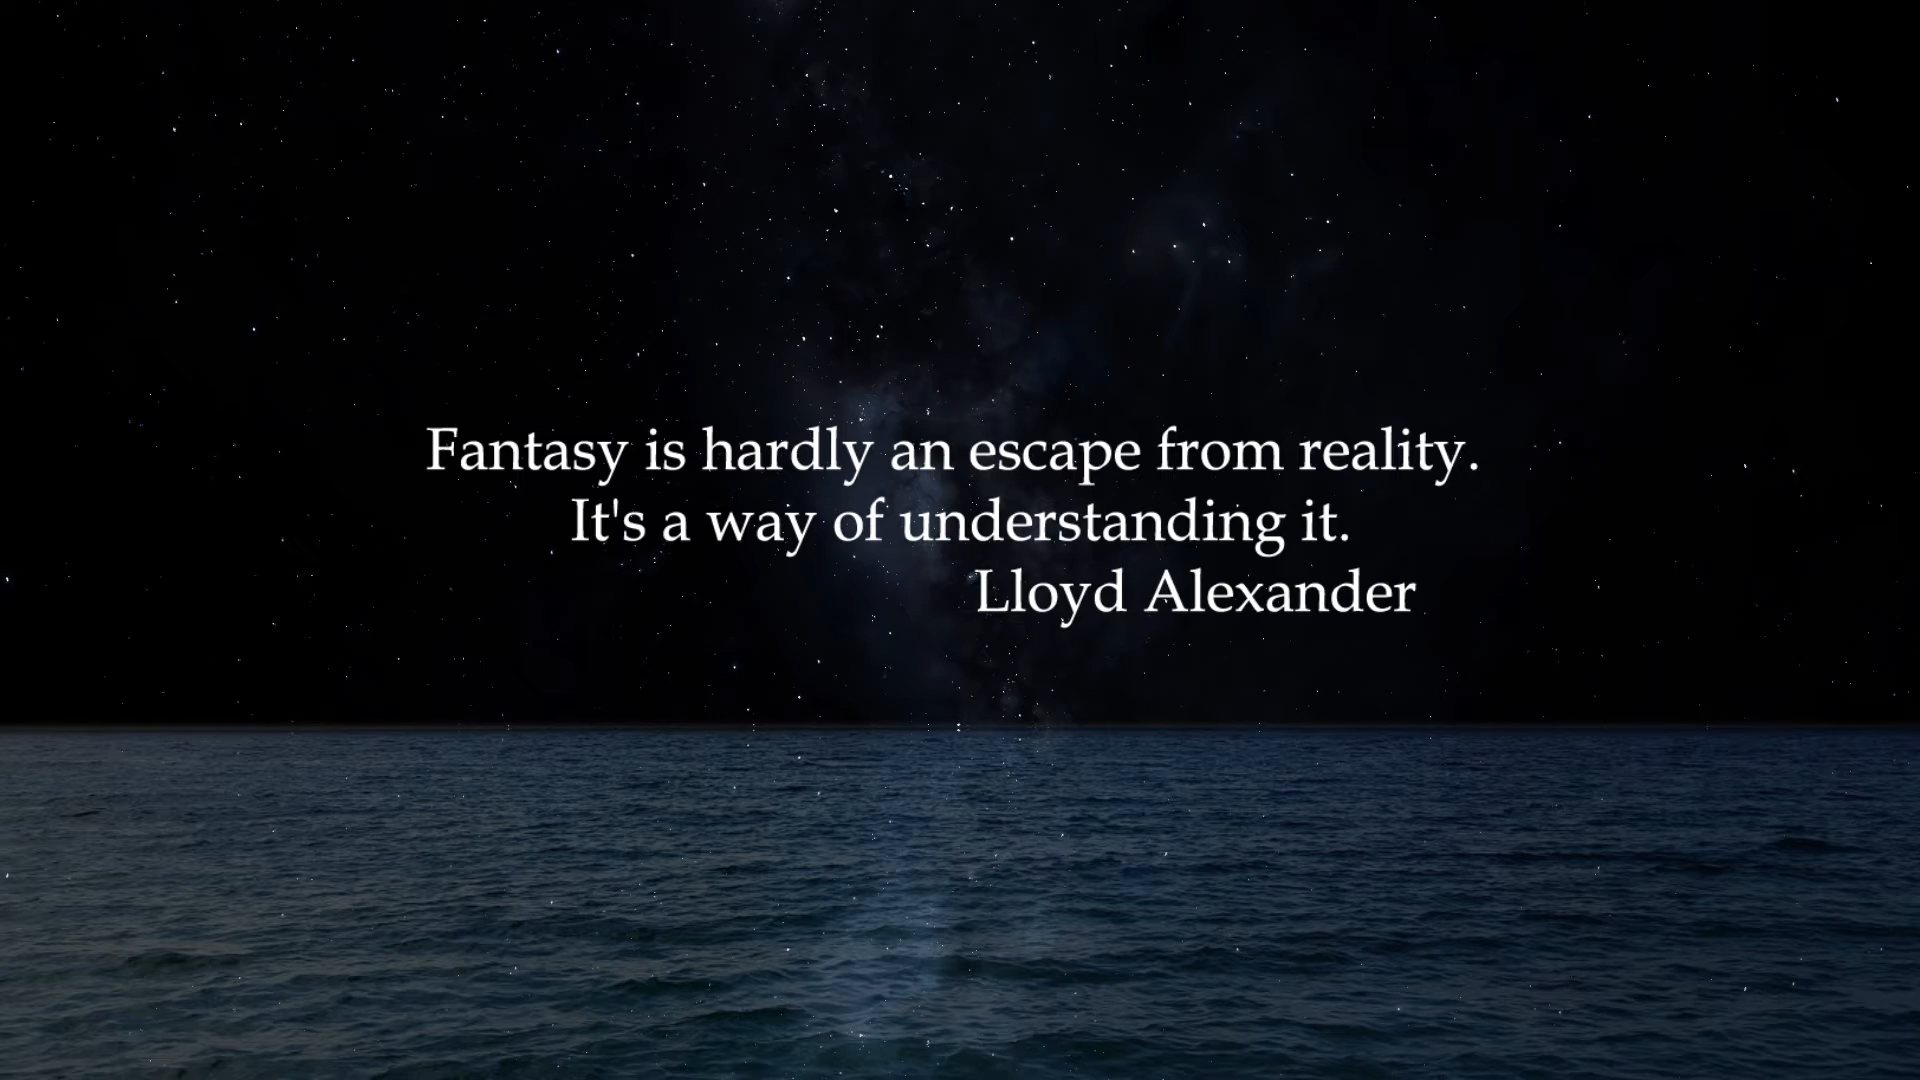 Fantasy is hardly an escape from reality.
It's a way of understanding it.
Lloyd Alexander